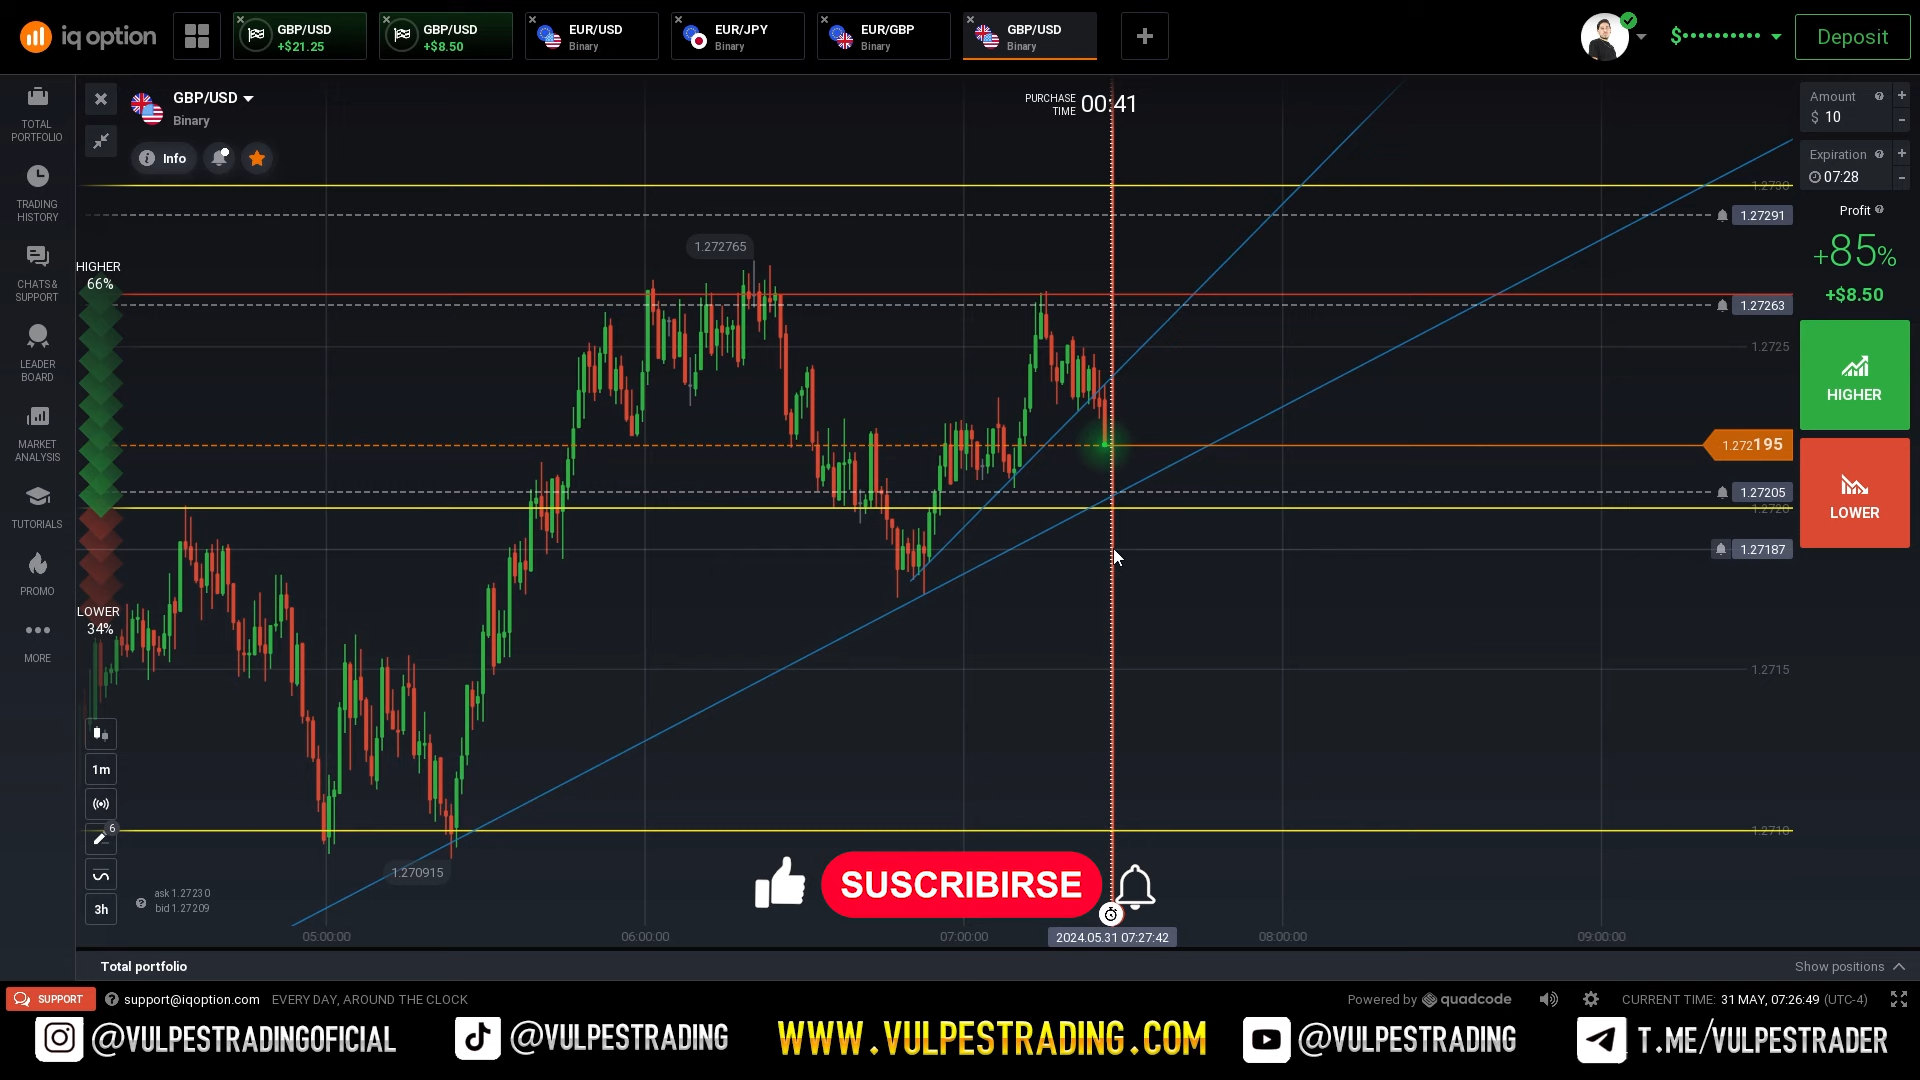 iq option
GBP/USD
+$21.25
GBP/USD
+$8.50
EUR/USD
Binary
EUR/JPY
Binary
EUR/GBP
Binary
GBP/USD
Binary
+
$••••••••••
Deposit
TOTAL
PORTFOLIO
TRADING
HISTORY
CHATS &
SUPPORT
LEADER
BOARD
MARKET
ANALYSIS
TUTORIALS
PROMO
MORE
GBP/USD
Binary
Info
PURCHASE
TIME
00:41
HIGHER
66%
LOWER
34%
1.272765
1.270915
1.2730
1.27291
1.27263
1.2725
1.272195
1.27205
1.2720
1.27187
1.2715
1.2710
1m
6
3h
ask 1.27230
bid 1.27209
SUSCRIBIRSE
05:00:00
06:00:00
07:00:00
2024.05.31 07:27:42
08:00:00
09:00:00
Amount
$ 10
Expiration
07:28
Profit
+85%
+$8.50
HIGHER
LOWER
Total portfolio
Show positions
SUPPORT
support@iqoption.com
EVERY DAY, AROUND THE CLOCK
Powered by quadcode
CURRENT TIME: 31 MAY, 07:26:49 (UTC-4)
@VULPESTRADINGOFICIAL
@VULPESTRADING
WWW.VULPESTRADING.COM
@VULPESTRADING
T.ME/VULPESTRADER